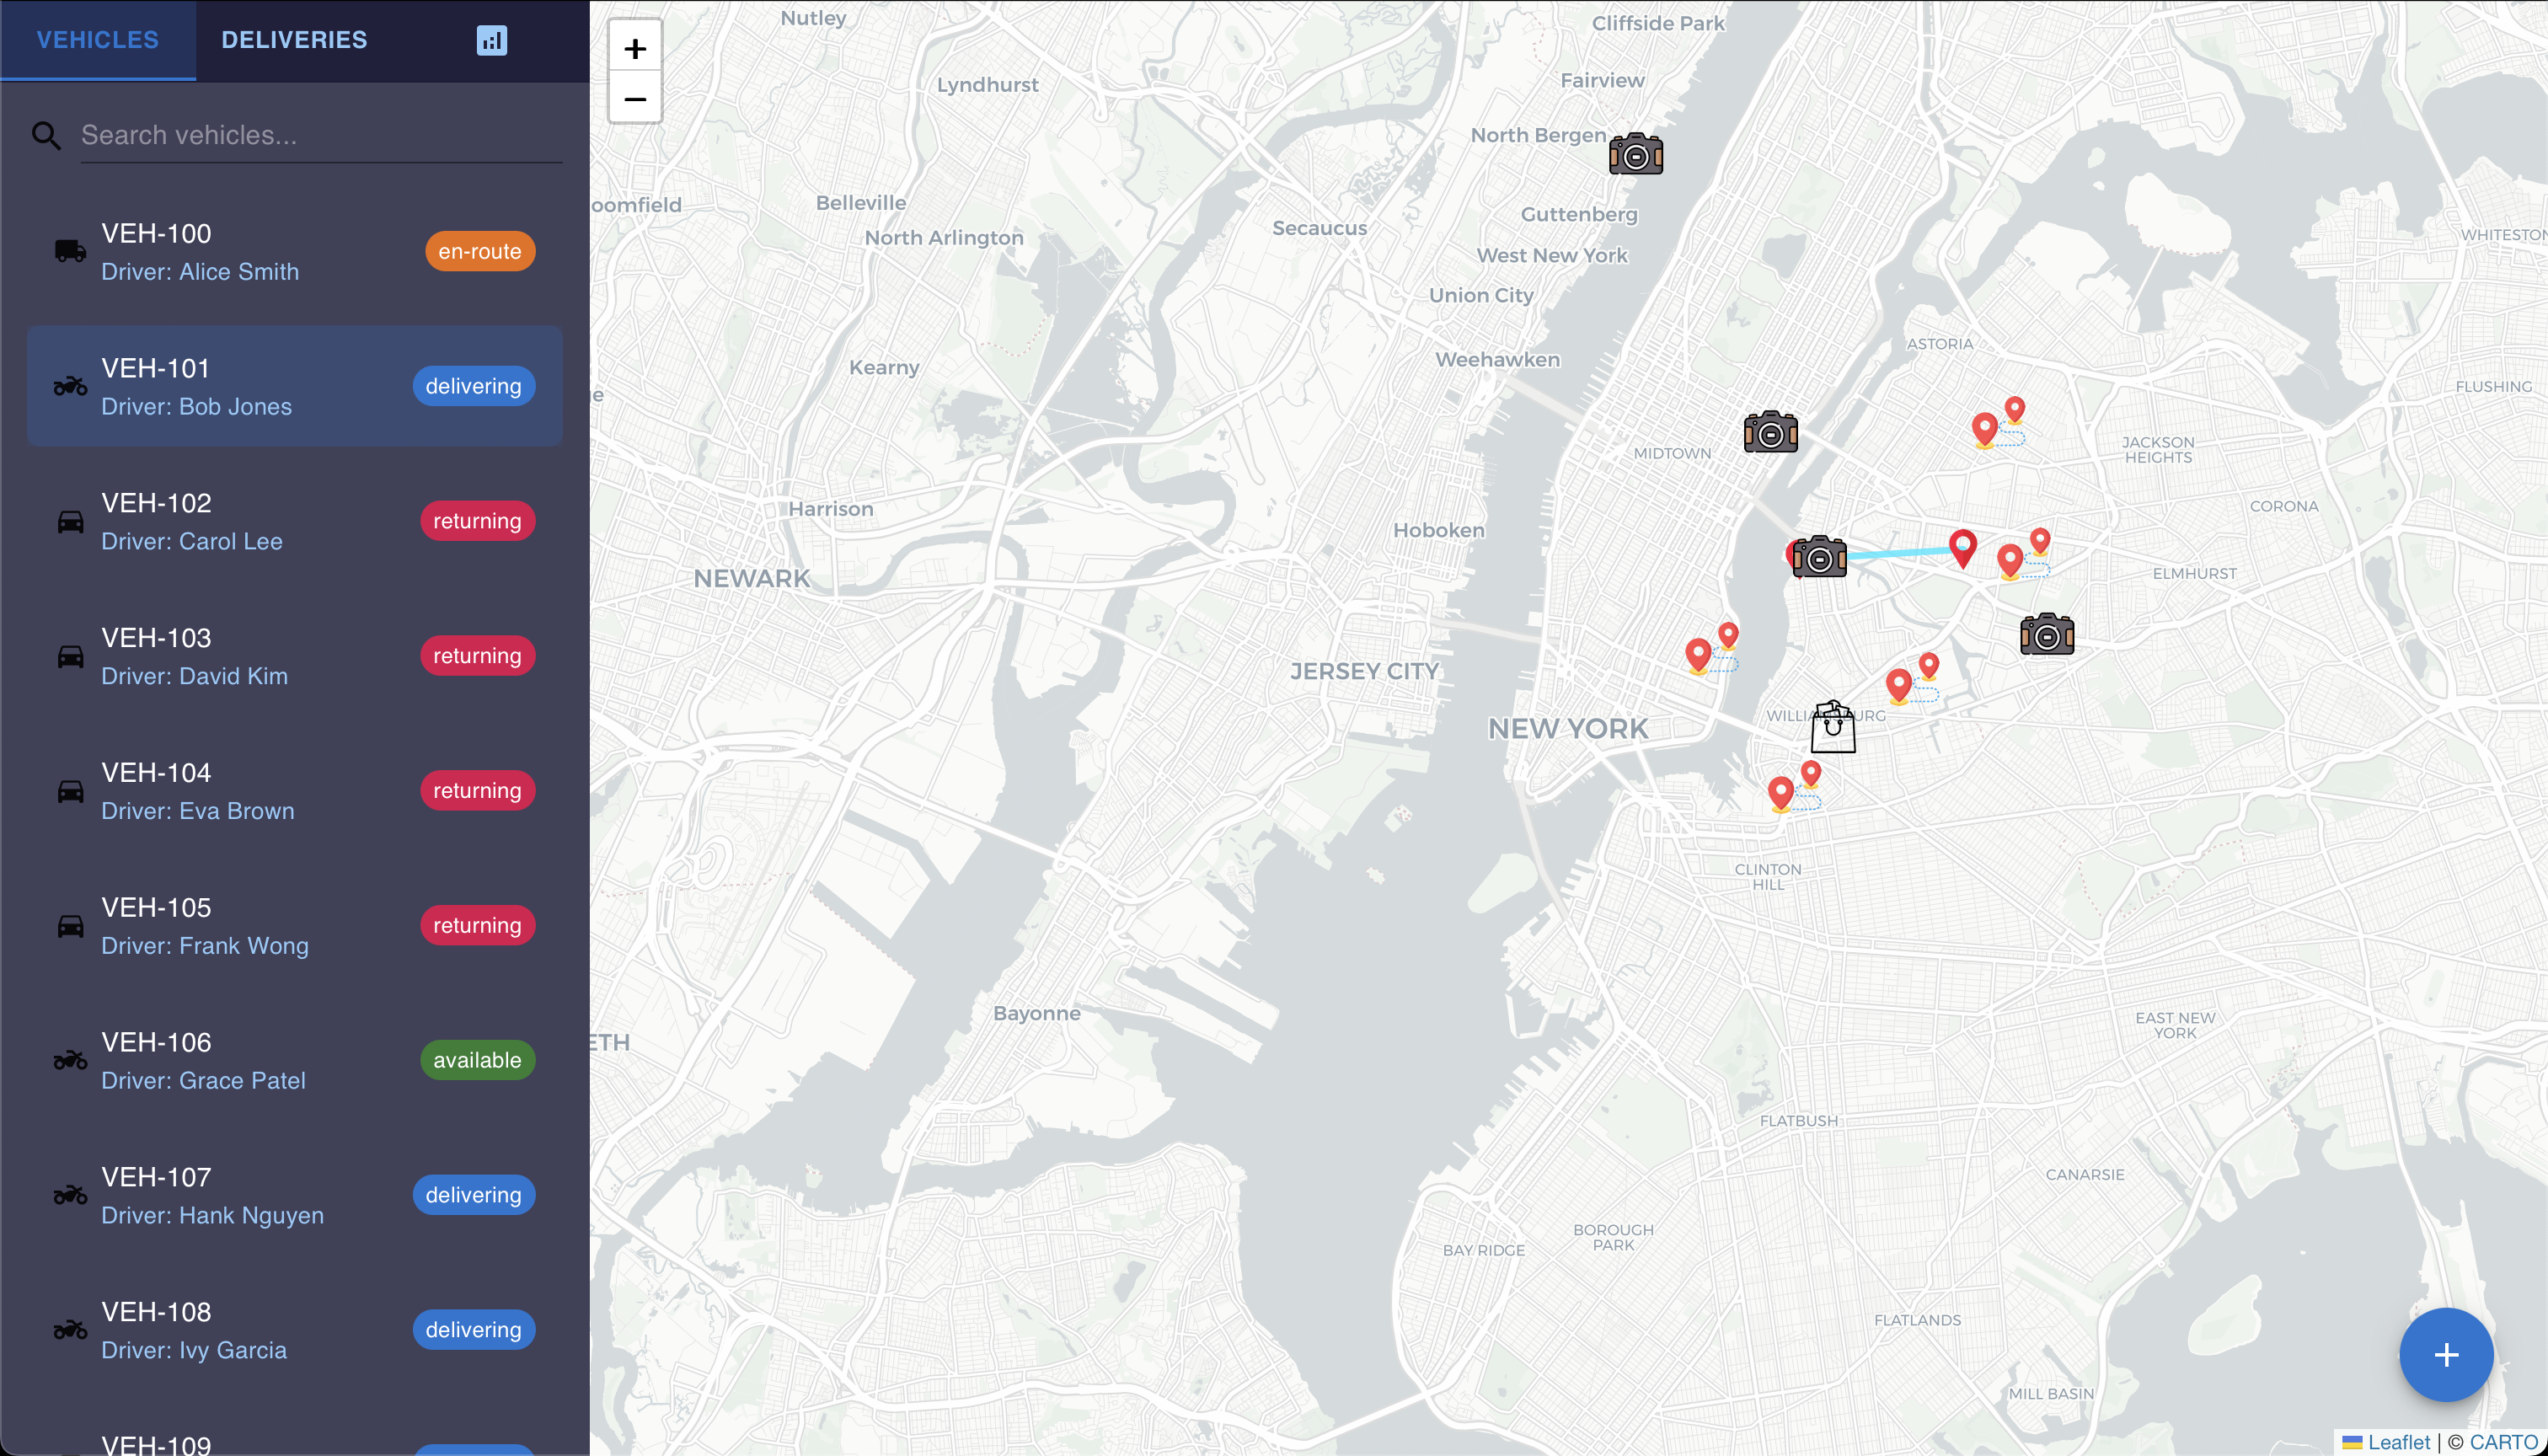 VEHICLES
DELIVERIES
Search vehicles...
VEH-100
Driver: Alice Smith
en-route
VEH-101
Driver: Bob Jones
delivering
VEH-102
Driver: Carol Lee
returning
VEH-103
Driver: David Kim
returning
VEH-104
Driver: Eva Brown
returning
VEH-105
Driver: Frank Wong
returning
VEH-106
Driver: Grace Patel
available
VEH-107
Driver: Hank Nguyen
delivering
VEH-108
Driver: Ivy Garcia
delivering
VEH-109
+
−
Nutley
Cliffside Park
Lyndhurst
Fairview
North Bergen
Belleville
oomfield
Guttenberg
Secaucus
North Arlington
WHITESTON
West New York
Union City
ASTORIA
Weehawken
Kearny
FLUSHING
ge
JACKSON
HEIGHTS
MIDTOWN
CORONA
Harrison
Hoboken
ELMHURST
NEWARK
JERSEY CITY
WILLIAMSBURG
NEW YORK
CLINTON
HILL
Bayonne
EAST NEW
YORK
ETH
FLATBUSH
CANARSIE
BOROUGH
PARK
BAY RIDGE
FLATLANDS
+
MILL BASIN
Leaflet | © CARTO